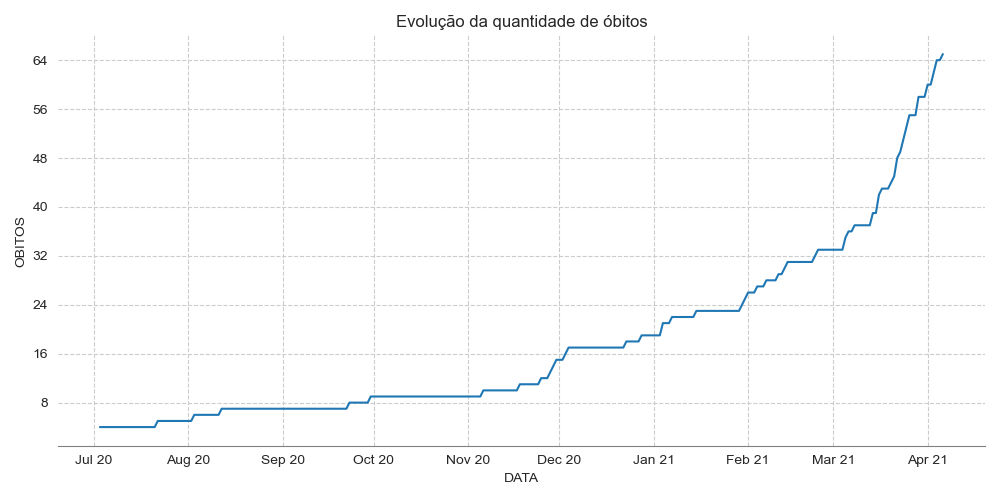 Evolução da quantidade de óbitos
OBITOS
64
56
48
40
32
24
16
8
Jul 20 Aug 20 Sep 20 Oct 20 Nov 20 Dec 20 Jan 21 Feb 21 Mar 21 Apr 21
DATA